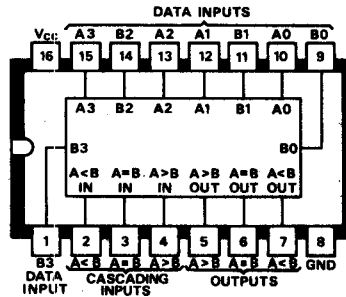 DATA INPUTS
VCC A3 B2 A2 A1 B1 A0 B0
16 15 14 13 12 11 10 9
A3 B2 A2 A1 B1 A0
B3 B0
A<B A=B A>B A>B A=B A<B
IN IN IN OUT OUT OUT
1 2 3 4 5 6 7 8
B3 A<B A=B A>B A>B A=B A<B GND
DATA CASCADING OUTPUTS
INPUT INPUTS